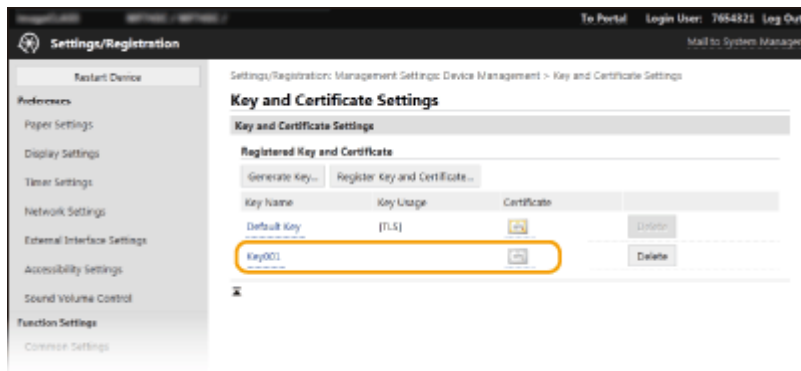 To Portal Login User: 7654321 Log Out
Settings/Registration
Mail to System Manager
Restart Device
Settings/Registration: Management Settings: Device Management > Key and Certificate Settings
Preferences
Key and Certificate Settings
Paper Settings
Key and Certificate Settings
Display Settings
Registered Key and Certificate
Timer Settings
Generate Key... Register Key and Certificate...
Network Settings
Key Name Key Usage Certificate
External Interface Settings
Default Key [TLS] Delete
Accessibility Settings
Key001 Delete
Sound Volume Control
Function Settings
Common Settings